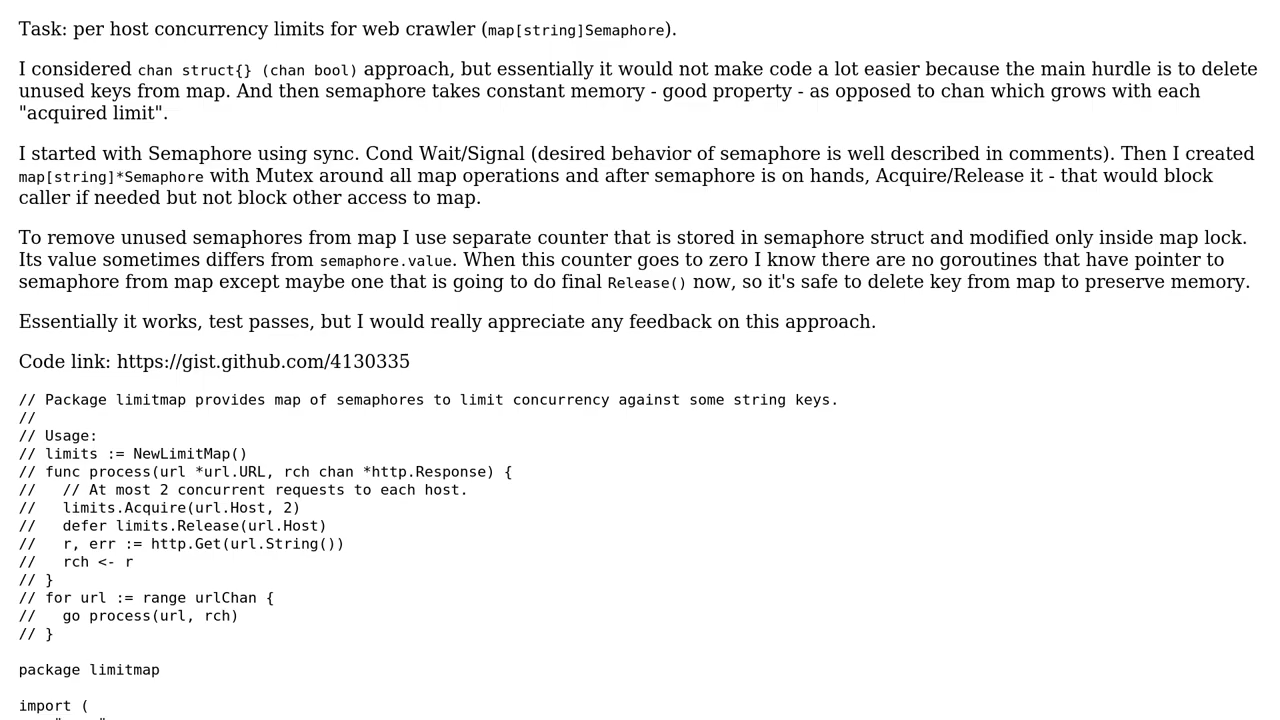 Task: per host concurrency limits for web crawler (map[string]Semaphore).
I considered chan struct{} (chan bool) approach, but essentially it would not make code a lot easier because the main hurdle is to delete
unused keys from map. And then semaphore takes constant memory - good property - as opposed to chan which grows with each
"acquired limit".
I started with Semaphore using sync. Cond Wait/Signal (desired behavior of semaphore is well described in comments). Then I created
map[string]*Semaphore with Mutex around all map operations and after semaphore is on hands, Acquire/Release it - that would block
caller if needed but not block other access to map.
To remove unused semaphores from map I use separate counter that is stored in semaphore struct and modified only inside map lock.
Its value sometimes differs from semaphore.value. When this counter goes to zero I know there are no goroutines that have pointer to
semaphore from map except maybe one that is going to do final Release() now, so it's safe to delete key from map to preserve memory.
Essentially it works, test passes, but I would really appreciate any feedback on this approach.
Code link: https://gist.github.com/4130335
// Package limitmap provides map of semaphores to limit concurrency against some string keys.
//
// Usage:
// limits := NewLimitMap()
// func process(url *url.URL, rch chan *http.Response) {
//   // At most 2 concurrent requests to each host.
//   limits.Acquire(url.Host, 2)
//   defer limits.Release(url.Host)
//   r, err := http.Get(url.String())
//   rch <- r
// }
// for url := range urlChan {
//   go process(url, rch)
// }
package limitmap
import (